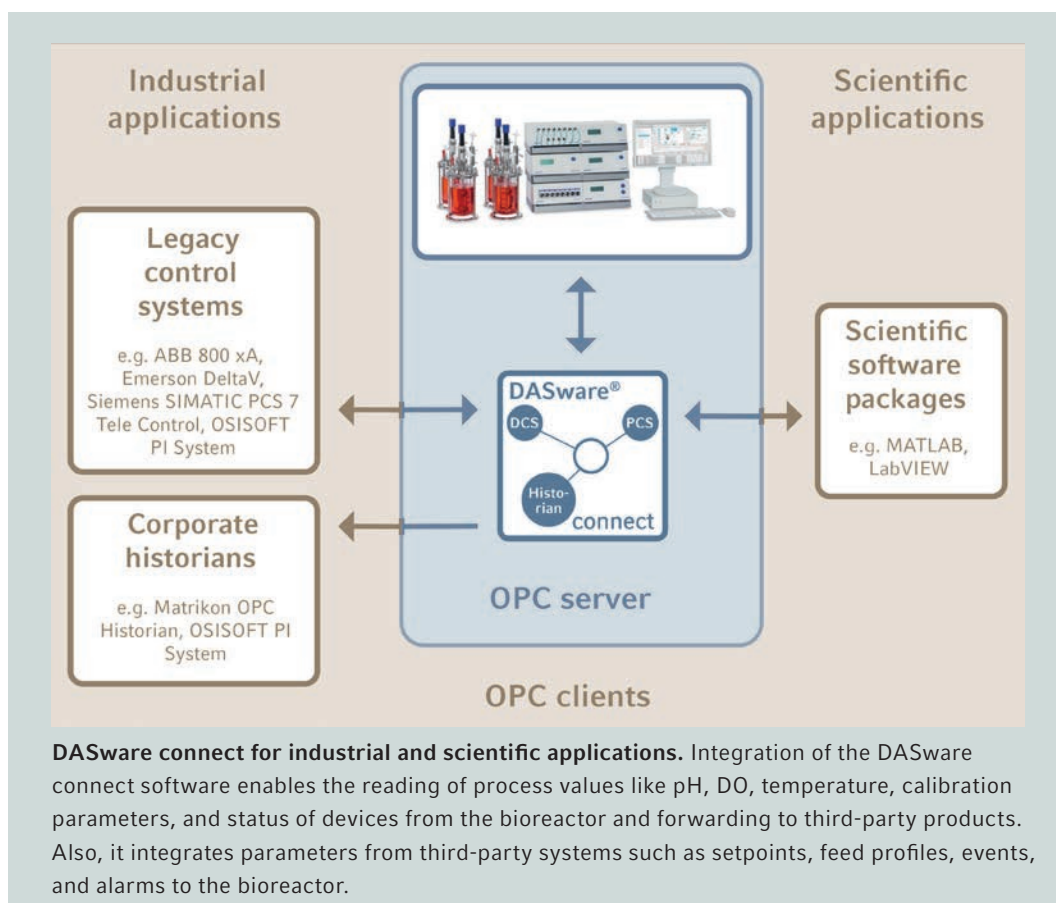 Industrial
applications
Scientific
applications
Legacy
control
systems
e.g. ABB 800 xA,
Emerson DeltaV,
Siemens SIMATIC PCS 7
Tele Control, OSISOFT
PI System
Corporate
historians
e.g. Matrikon OPC
Historian, OSISOFT PI
System
DASware®
DCS
PCS
Histo-
rian
connect
OPC server
OPC clients
Scientific
software
packages
e.g. MATLAB,
LabVIEW
DASware connect for industrial and scientific applications. Integration of the DASware
connect software enables the reading of process values like pH, DO, temperature, calibration
parameters, and status of devices from the bioreactor and forwarding to third-party products.
Also, it integrates parameters from third-party systems such as setpoints, feed profiles, events,
and alarms to the bioreactor.